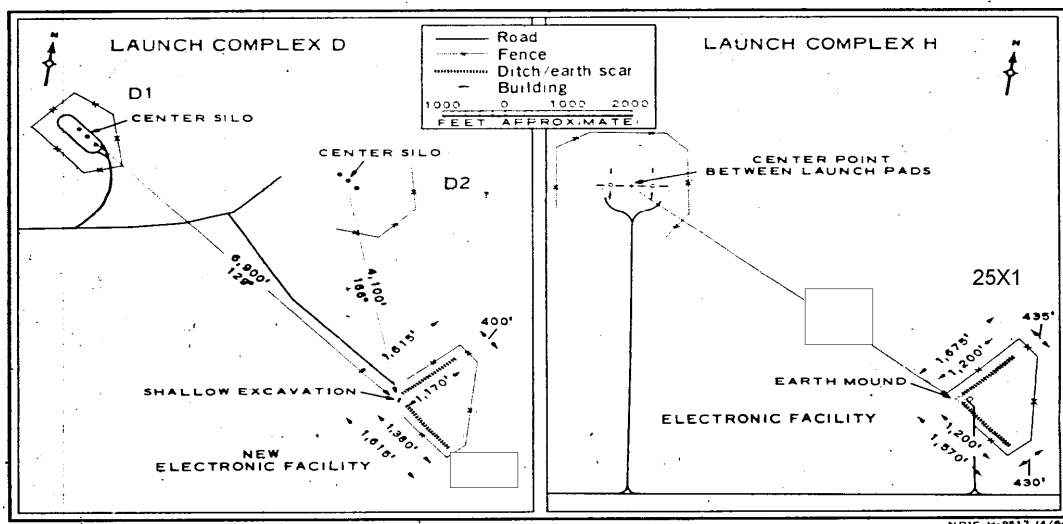 LAUNCH COMPLEX D
N
D1
CENTER SILO
CENTER SILO
D2
6,900'
129°
4,100'
166°
1,615'
400'
SHALLOW EXCAVATION
1,170'
1,380'
1,615'
NEW
ELECTRONIC FACILITY
Road
Fence
Ditch/earth scar
Building
1000 0 1000 2000
FEET APPROXIMATE
LAUNCH COMPLEX H
N
CENTER POINT
BETWEEN LAUNCH PADS
25X1
435'
1,675'
1,200'
EARTH MOUND
ELECTRONIC FACILITY
1,200'
1,570'
430'